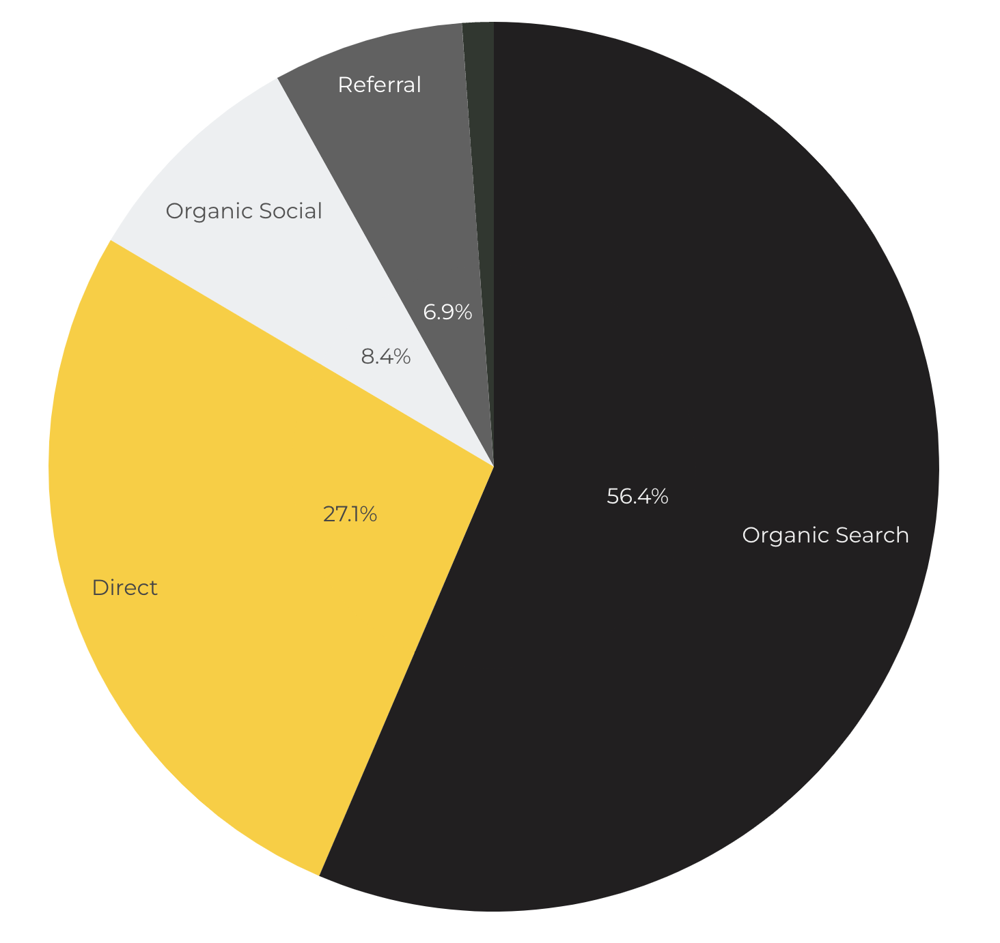 Referral
Organic Social
6.9%
8.4%
56.4%
27.1%
Organic Search
Direct